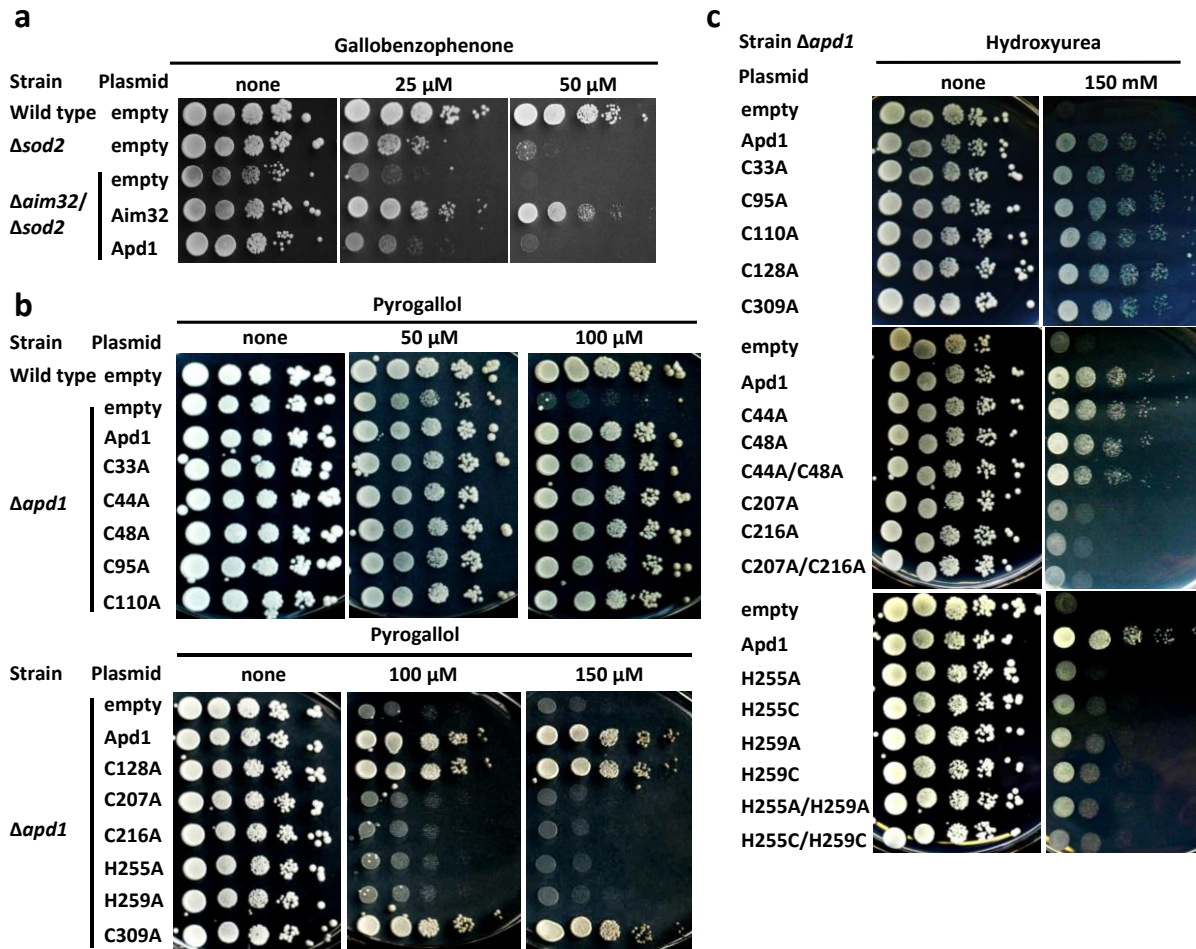 a
Gallobenzophenone
Strain Plasmid none 25 µM 50 µM
Wild type empty
Δsod2 empty
Δaim32/Δsod2 empty
Aim32
Apd1
b
Pyrogallol
Strain Plasmid none 50 µM 100 µM
Wild type empty
Δapd1 empty
Apd1
C33A
C44A
C48A
C95A
C110A
Pyrogallol
Strain Plasmid none 100 µM 150 µM
Δapd1 empty
Apd1
C128A
C207A
C216A
H255A
H259A
C309A
c
Strain Δapd1 Hydroxyurea
Plasmid none 150 mM
empty
Apd1
C33A
C95A
C110A
C128A
C309A
empty
Apd1
C44A
C48A
C44A/C48A
C207A
C216A
C207A/C216A
empty
Apd1
H255A
H255C
H259A
H259C
H255A/H259A
H255C/H259C